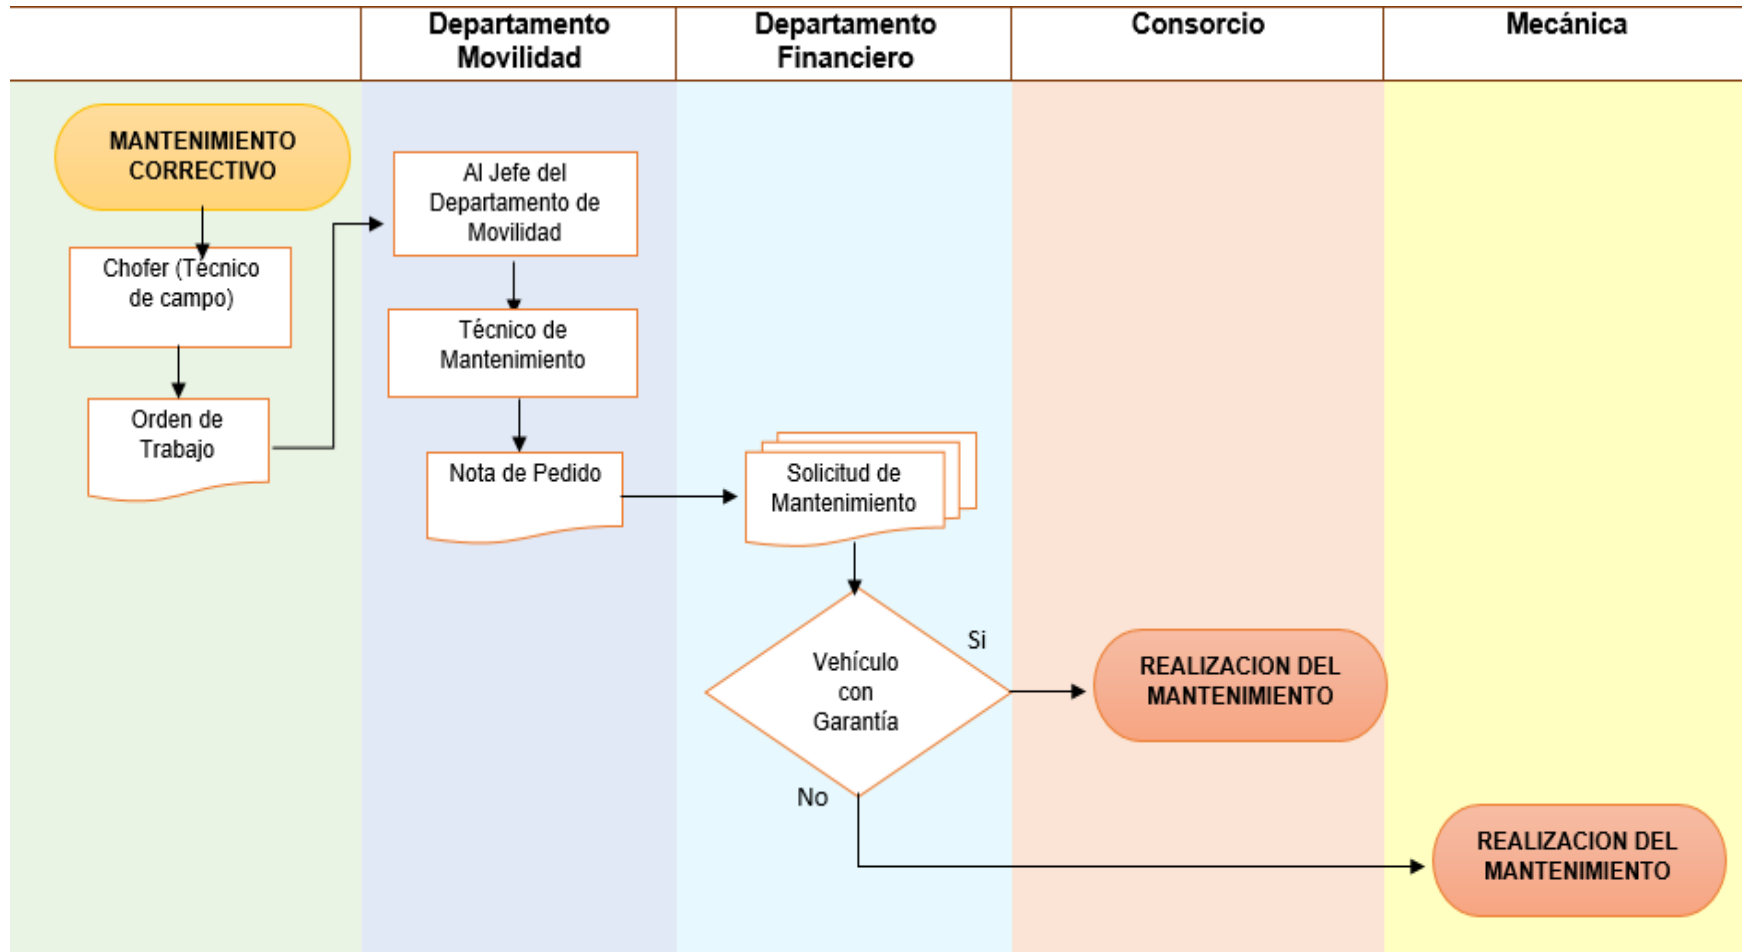 Departamento
Movilidad
Departamento
Financiero
Consorcio
Mecánica
MANTENIMIENTO
CORRECTIVO
Chofer (Técnico
de campo)
Orden de
Trabajo
Al Jefe del
Departamento de
Movilidad
Técnico de
Mantenimiento
Nota de Pedido
Solicitud de
Mantenimiento
Vehículo
con
Garantía
Si
No
REALIZACION DEL
MANTENIMIENTO
REALIZACION DEL
MANTENIMIENTO